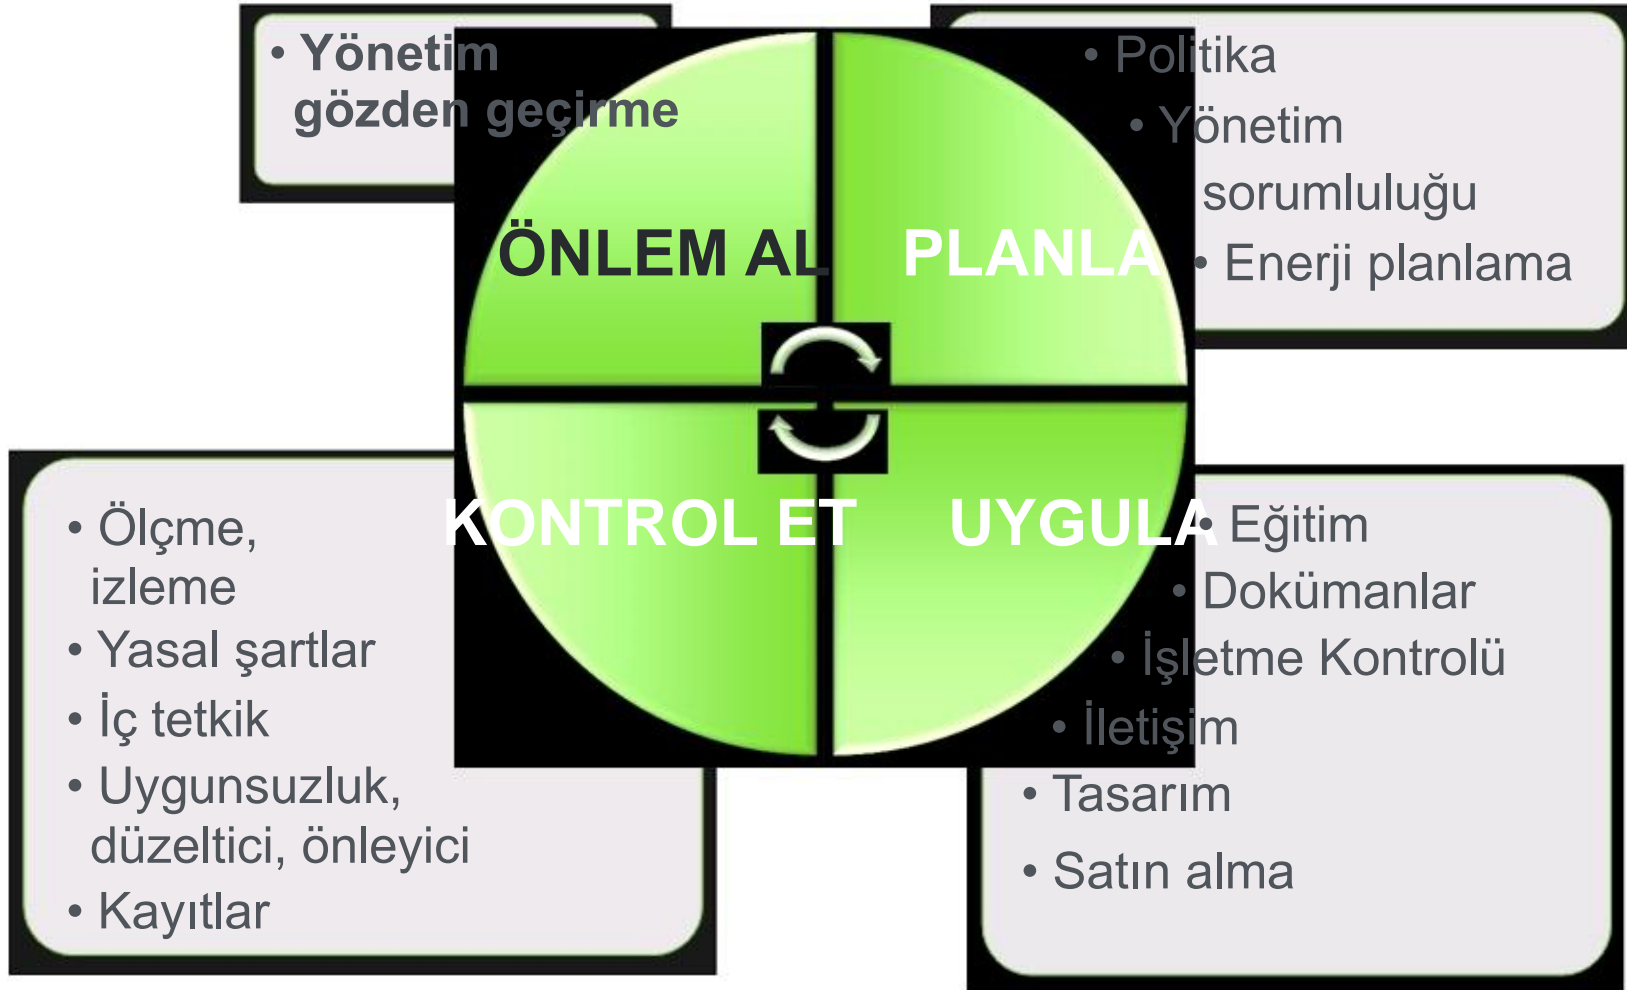 • Yönetim
gözden geçirme
• Politika
• Yönetim
sorumluluğu
• Enerji planlama
ÖNLEM AL
PLANLA
KONTROL ET
UYGULA
• Ölçme,
izleme
• Yasal şartlar
• İç tetkik
• Uygunsuzluk,
düzeltici, önleyici
• Kayıtlar
• Eğitim
• Dokümanlar
• İşletme Kontrolü
• İletişim
• Tasarım
• Satın alma